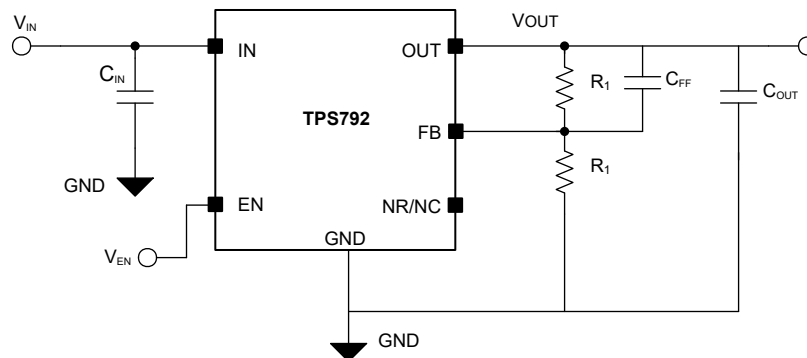 VIN
VOUT
IN
OUT
CIN
R1
CFF
COUT
TPS792
FB
GND
R1
EN
NR/NC
GND
VEN
GND